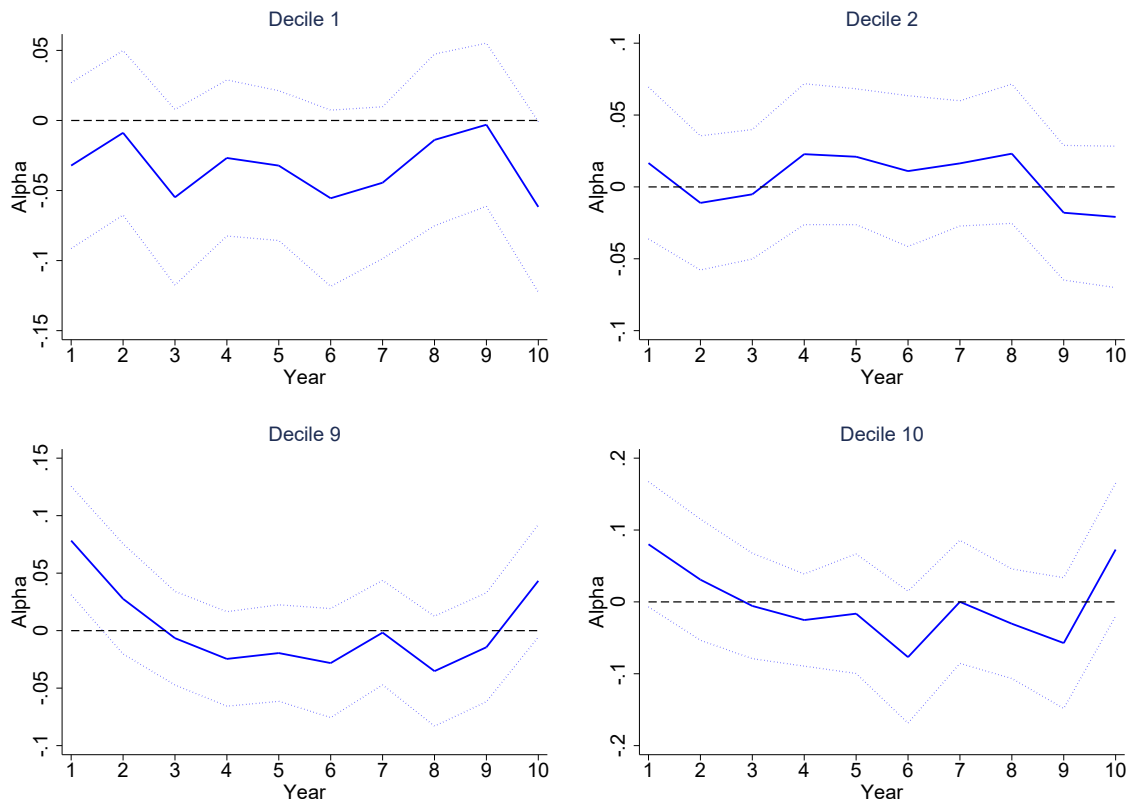 Decile 1
.05
0
-.05
-.1
-.15
Alpha
1 2 3 4 5 6 7 8 9 10
Year
Decile 2
.1
.05
0
-.05
-.1
Alpha
1 2 3 4 5 6 7 8 9 10
Year
Decile 9
.15
.1
.05
0
-.05
-.1
Alpha
1 2 3 4 5 6 7 8 9 10
Year
Decile 10
.2
.1
0
-.1
-.2
Alpha
1 2 3 4 5 6 7 8 9 10
Year